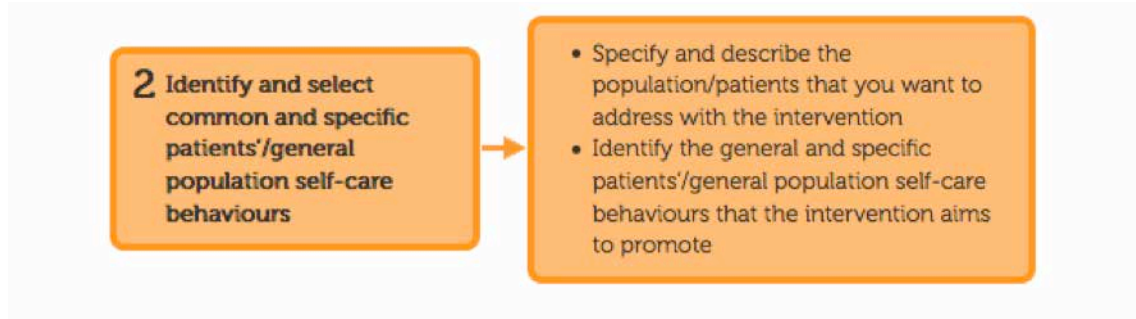 2 Identify and select
common and specific
patients'/general
population self-care
behaviours
• Specify and describe the
population/patients that you want to
address with the intervention
• Identify the general and specific
patients'/general population self-care
behaviours that the intervention aims
to promote